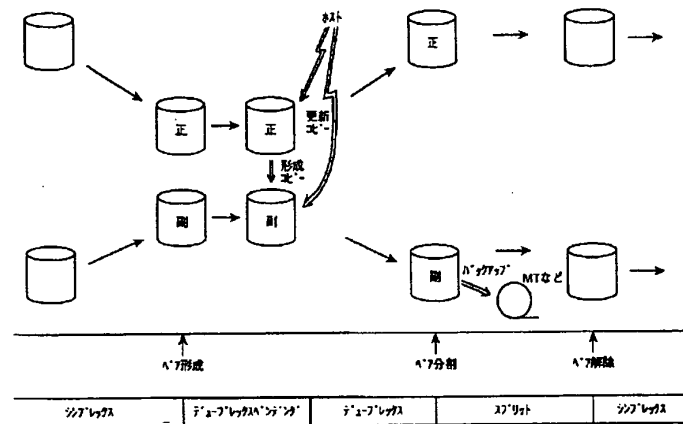 ホスト
正
正
正
更新
コピー
形成
コピー
副
副
副
バックアップ
MTなど
ペア形成
ペア分割
ペア解除
シンプレックス
デュープレックスペンデング
デュープレックス
スプリット
シンプレックス